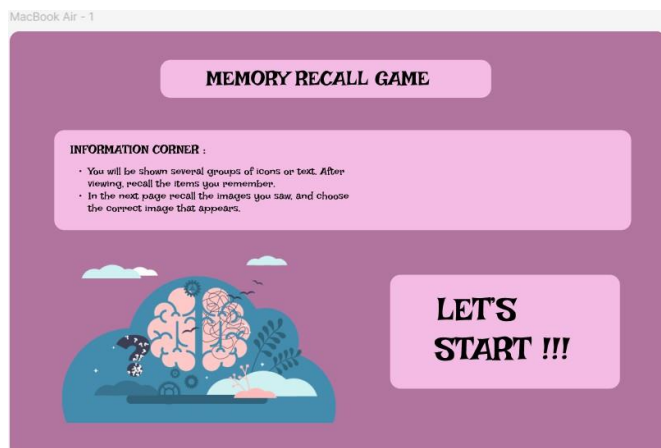 MacBook Air - 1
MEMORY RECALL GAME
INFORMATION CORNER :
• You will be shown several groups of icons or text. After
viewing, recall the items you remember.
• In the next page recall the images you saw, and choose
the correct image that appears.
LET'S
START !!!
?